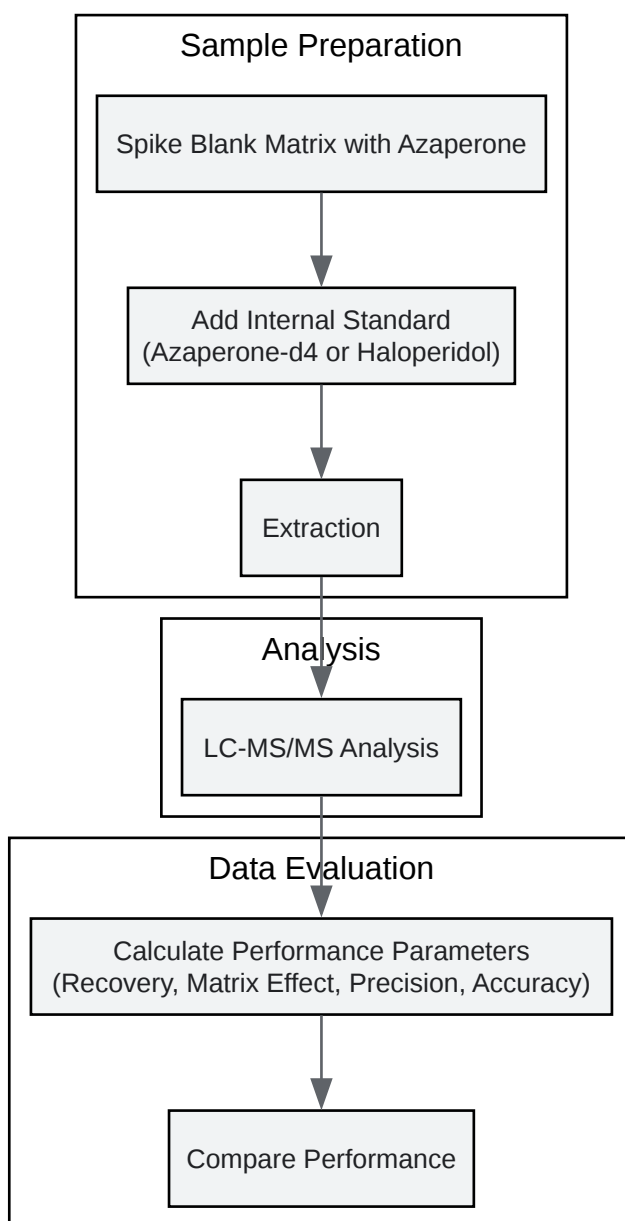 Sample Preparation
Spike Blank Matrix with Azaperone
Add Internal Standard
(Azaperone-d4 or Haloperidol)
Extraction
Analysis
LC-MS/MS Analysis
Data Evaluation
Calculate Performance Parameters
(Recovery, Matrix Effect, Precision, Accuracy)
Compare Performance